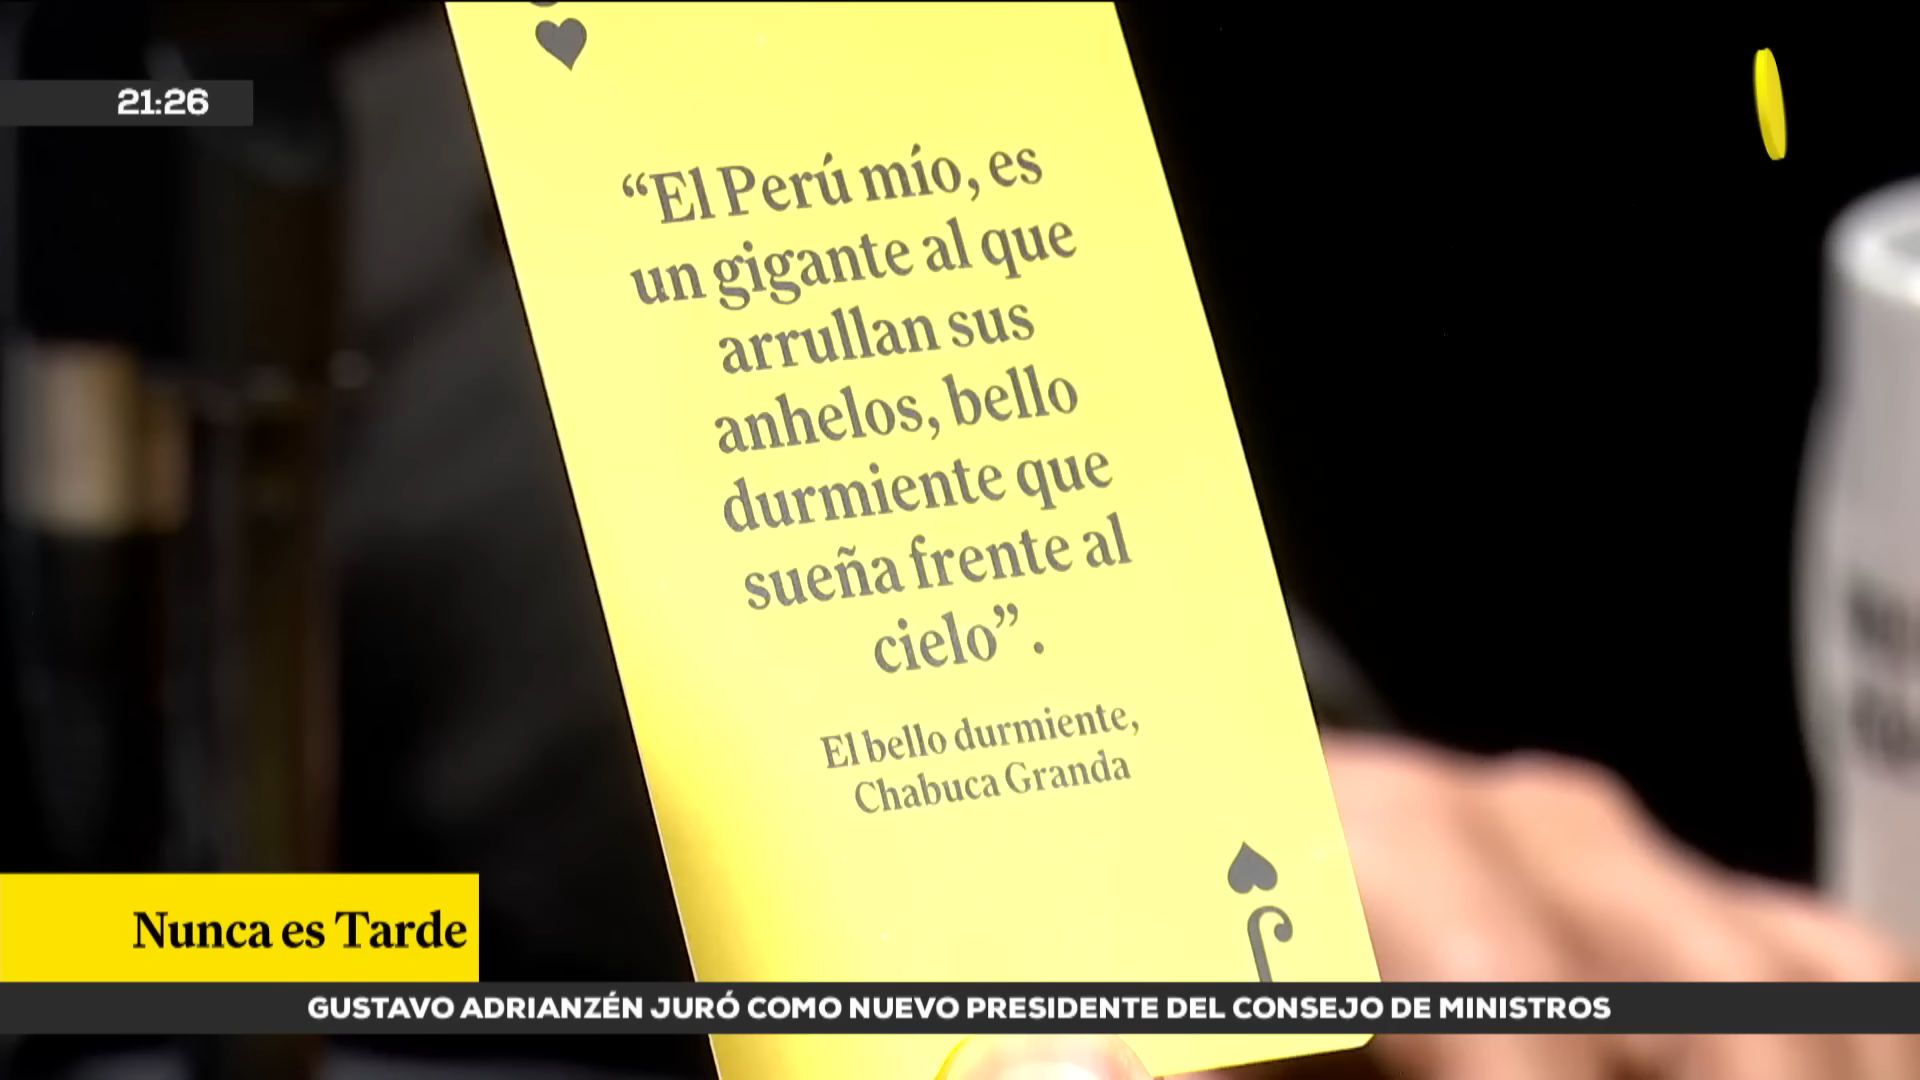 21:26
“El Perú mío, es
un gigante al que
arrullan sus
anhelos, bello
durmiente que
sueña frente al
cielo”.
El bello durmiente,
Chabuca Granda
J
Nunca es Tarde
GUSTAVO ADRIANZÉN JURÓ COMO NUEVO PRESIDENTE DEL CONSEJO DE MINISTROS